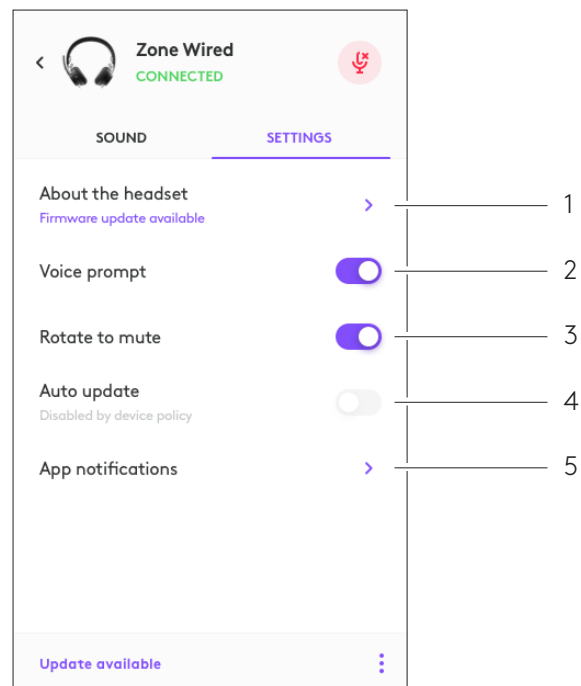 Zone Wired
CONNECTED
SOUND SETTINGS
About the headset
Firmware update available
1
Voice prompt
2
Rotate to mute
3
Auto update
Disabled by device policy
4
App notifications
5
Update available